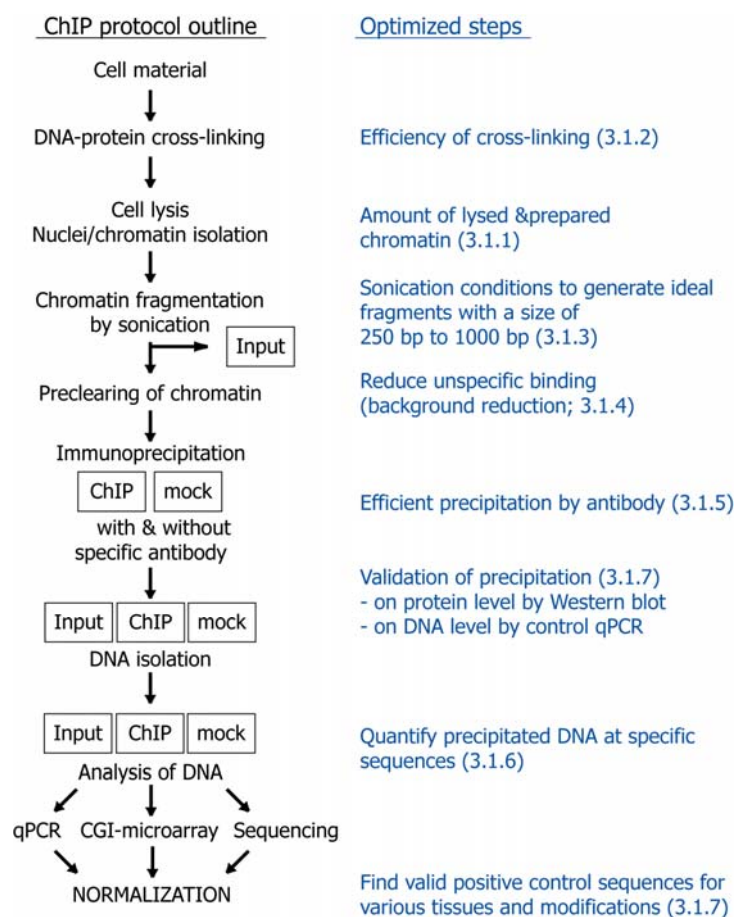 ChIP protocol outline
Optimized steps
Cell material
DNA-protein cross-linking
Efficiency of cross-linking (3.1.2)
Cell lysis
Nuclei/chromatin isolation
Amount of lysed &prepared
chromatin (3.1.1)
Chromatin fragmentation
by sonication
Input
Sonication conditions to generate ideal
fragments with a size of
250 bp to 1000 bp (3.1.3)
Preclearing of chromatin
Reduce unspecific binding
(background reduction; 3.1.4)
Immunoprecipitation
ChIP mock
with & without
specific antibody
Efficient precipitation by antibody (3.1.5)
Validation of precipitation (3.1.7)
- on protein level by Western blot
- on DNA level by control qPCR
Input ChIP mock
DNA isolation
Input ChIP mock
Analysis of DNA
Quantify precipitated DNA at specific
sequences (3.1.6)
qPCR CGI-microarray Sequencing
NORMALIZATION
Find valid positive control sequences for
various tissues and modifications (3.1.7)